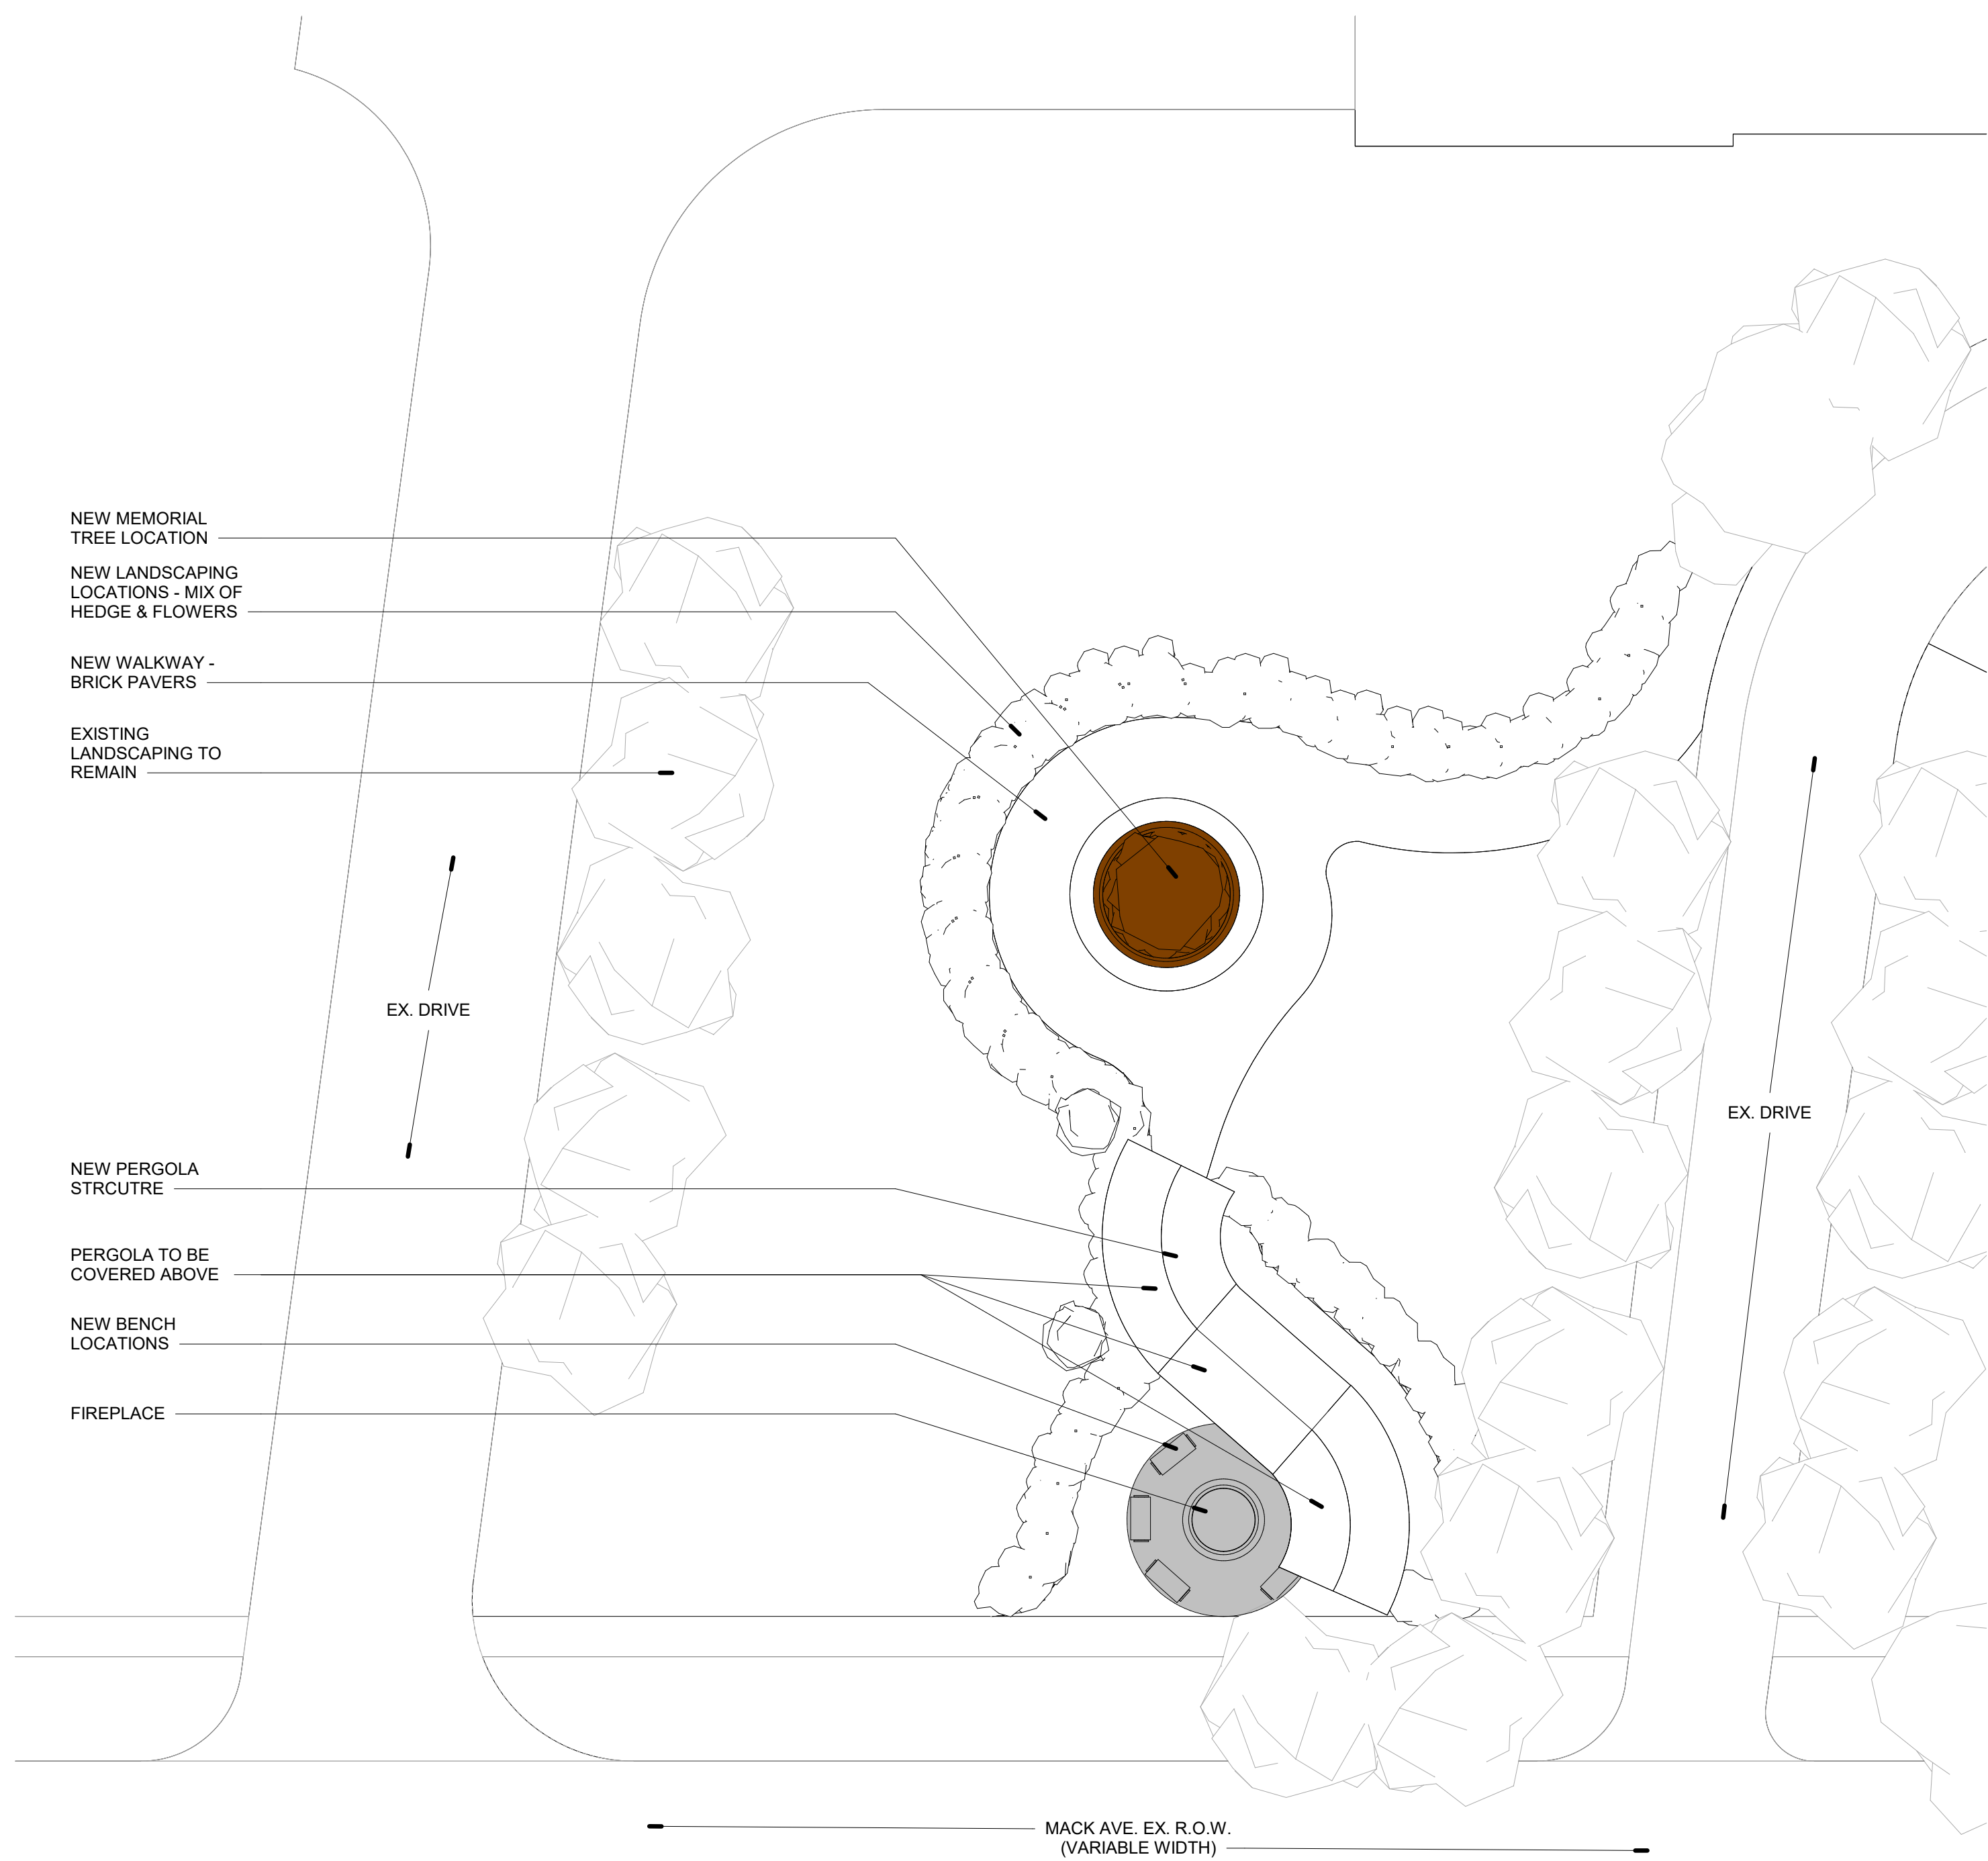 NEW MEMORIAL
TREE LOCATION
NEW LANDSCAPING
LOCATIONS - MIX OF
HEDGE & FLOWERS
NEW WALKWAY -
BRICK PAVERS
EXISTING
LANDSCAPING TO
REMAIN
EX. DRIVE
EX. DRIVE
NEW PERGOLA
STRCUTRE
PERGOLA TO BE
COVERED ABOVE
NEW BENCH
LOCATIONS
FIREPLACE
MACK AVE. EX. R.O.W.
(VARIABLE WIDTH)